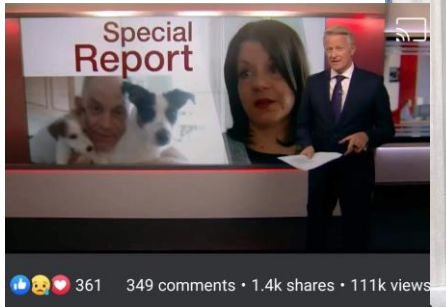 Special
Report
361 349 comments • 1.4k shares • 111k views